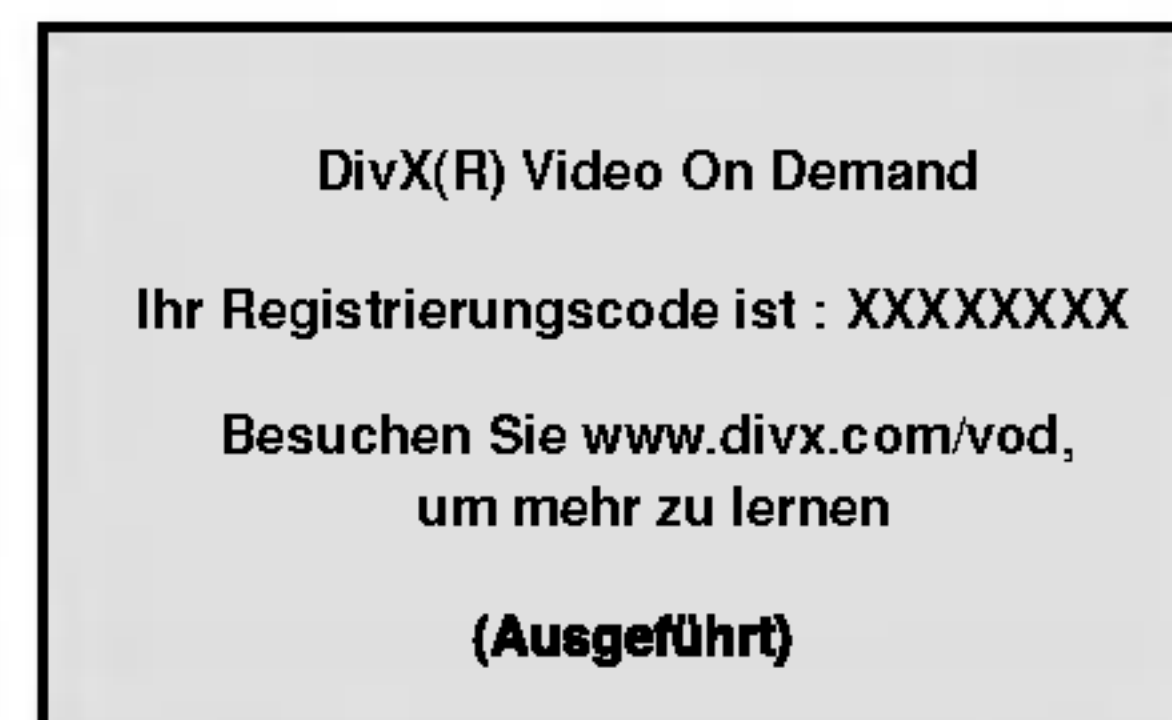 DivX(R) Video On Demand
Ihr Registrierungscode ist : XXXXXXXX
Besuchen Sie www.divx.com/vod,
um mehr zu lernen
(Ausgeführt)